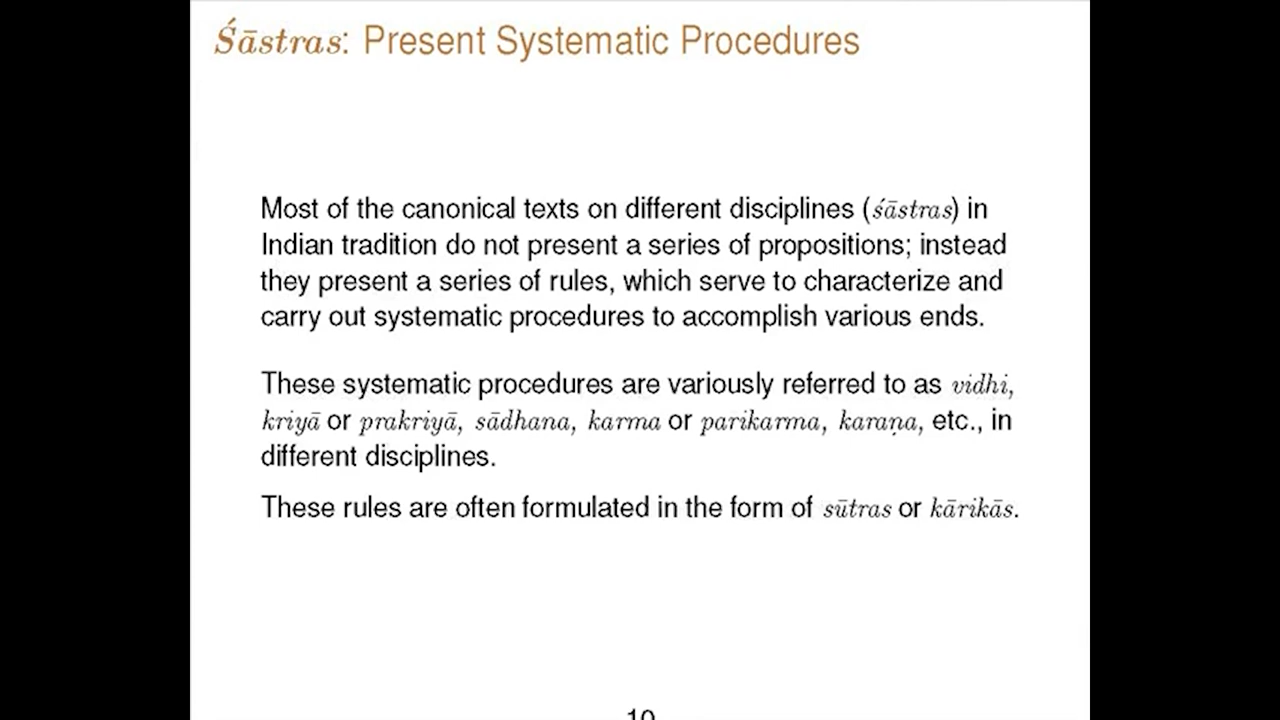 Śāstras: Present Systematic Procedures
Most of the canonical texts on different disciplines (śāstras) in
Indian tradition do not present a series of propositions; instead
they present a series of rules, which serve to characterize and
carry out systematic procedures to accomplish various ends.
These systematic procedures are variously referred to as vidhi,
kriyā or prakriyā, sādhana, karma or parikarma, karaṇa, etc., in
different disciplines.
These rules are often formulated in the form of sūtras or kārikās.
10